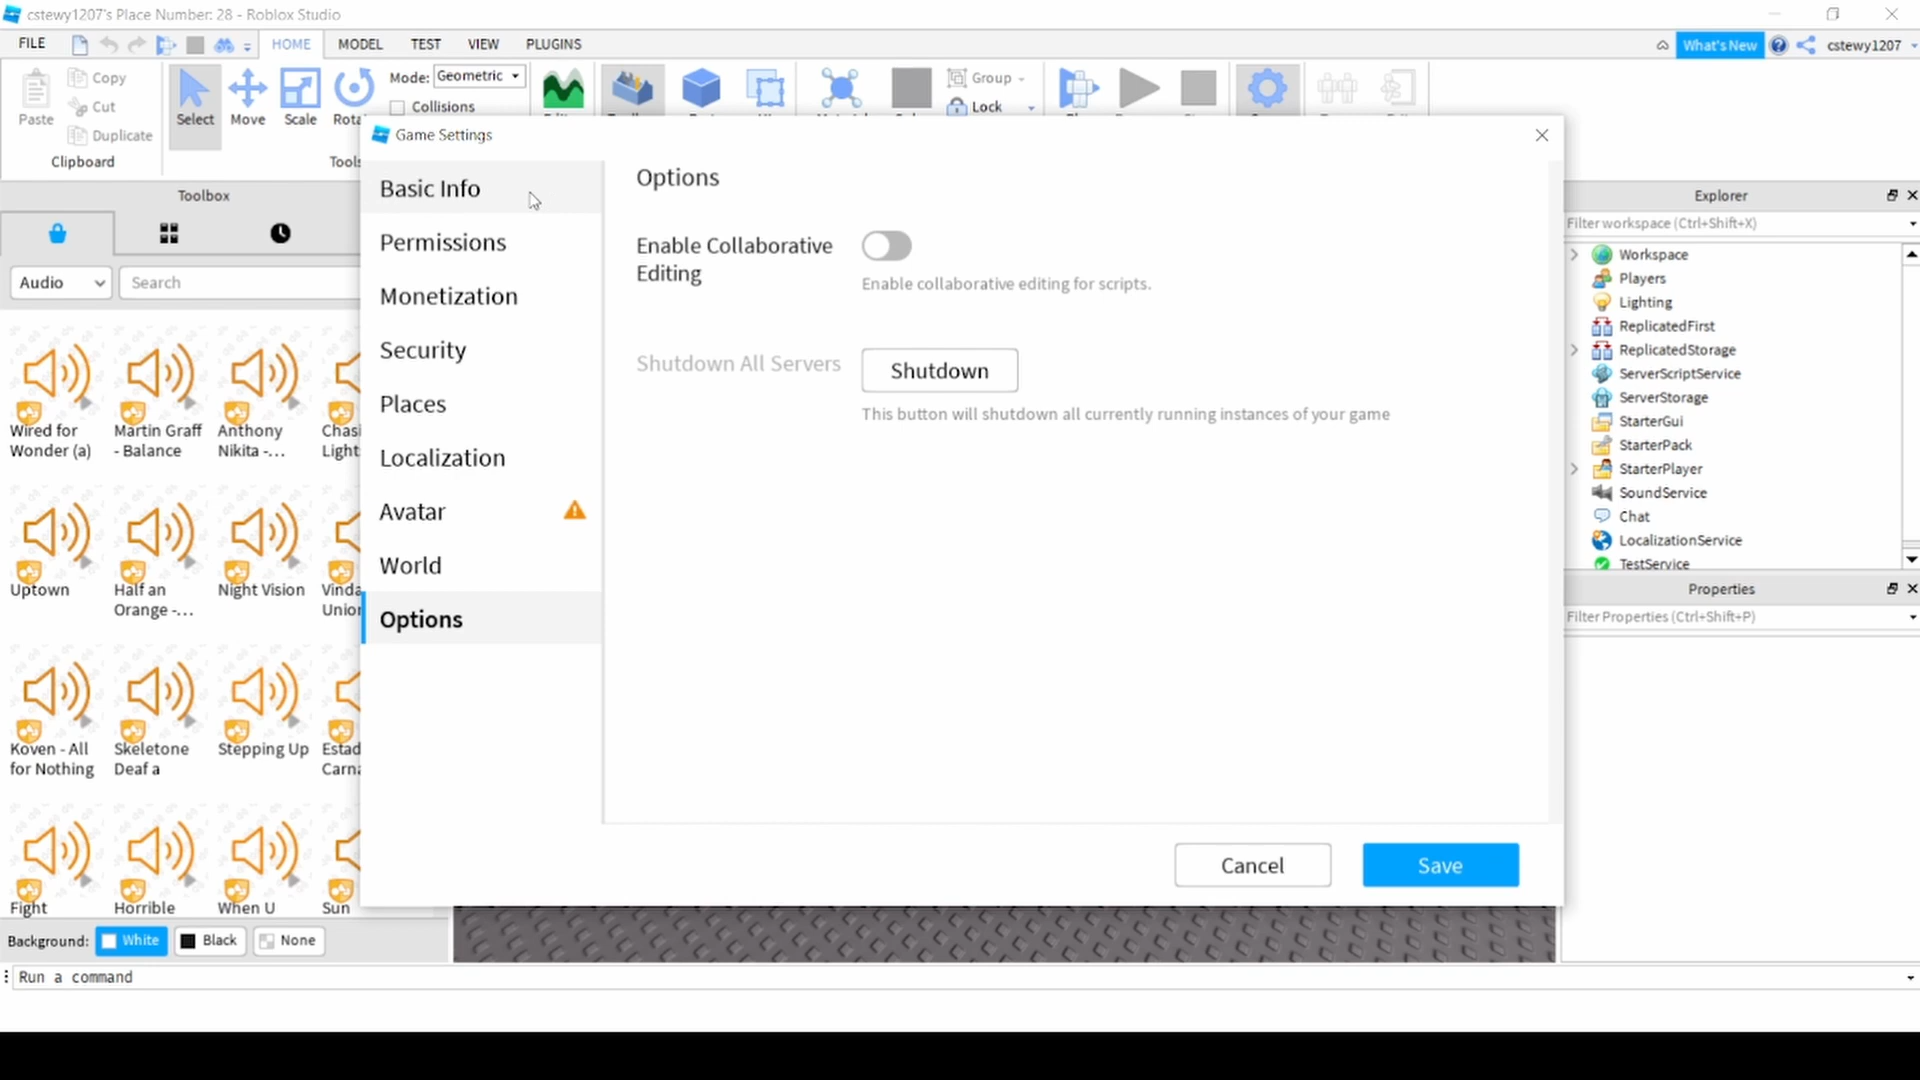 cstewy1207's Place Number: 28 - Roblox Studio
FILE
HOME
MODEL
TEST
VIEW
PLUGINS
What's New
cstewy1207
Paste
Copy
Cut
Duplicate
Clipboard
Select
Move
Scale
Mode: Geometric
Collisions
Tools
Group
Lock
Toolbox
Audio
Search
Wired for
Wonder (a)
Martin Graff
- Balance
Anthony
Nikita -...
Uptown
Half an
Orange -...
Night Vision
Koven - All
for Nothing
Skeletone
Deaf a
Stepping Up
Fight
Horrible
When U
Sun
Background: White Black None
Run a command
Game Settings
Basic Info
Permissions
Monetization
Security
Places
Localization
Avatar
World
Options
Options
Enable Collaborative
Editing
Enable collaborative editing for scripts.
Shutdown All Servers
Shutdown
This button will shutdown all currently running instances of your game
Cancel
Save
Explorer
Filter workspace (Ctrl+Shift+X)
Workspace
Players
Lighting
ReplicatedFirst
ReplicatedStorage
ServerScriptService
ServerStorage
StarterGui
StarterPack
StarterPlayer
SoundService
Chat
LocalizationService
TestService
Properties
Filter Properties (Ctrl+Shift+P)